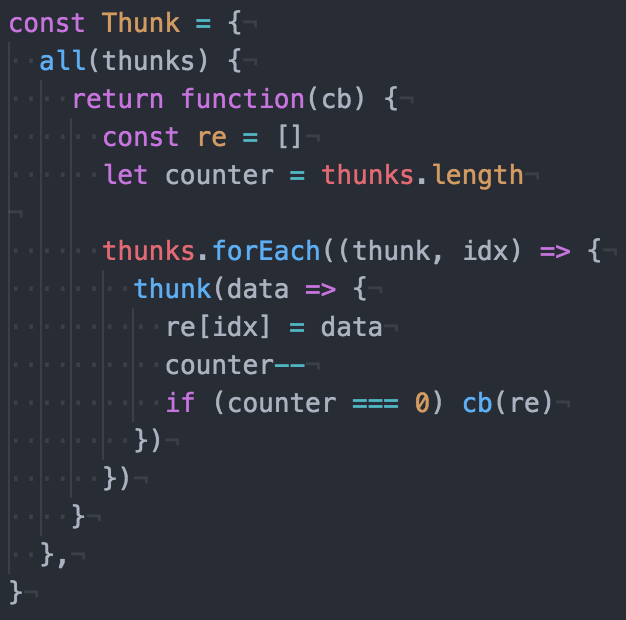 const Thunk = {
  all(thunks) {
    return function(cb) {
      const re = []
      let counter = thunks.length

      thunks.forEach((thunk, idx) => {
        thunk(data => {
          re[idx] = data
          counter--
          if (counter === 0) cb(re)
        })
      })
    }
  },
}